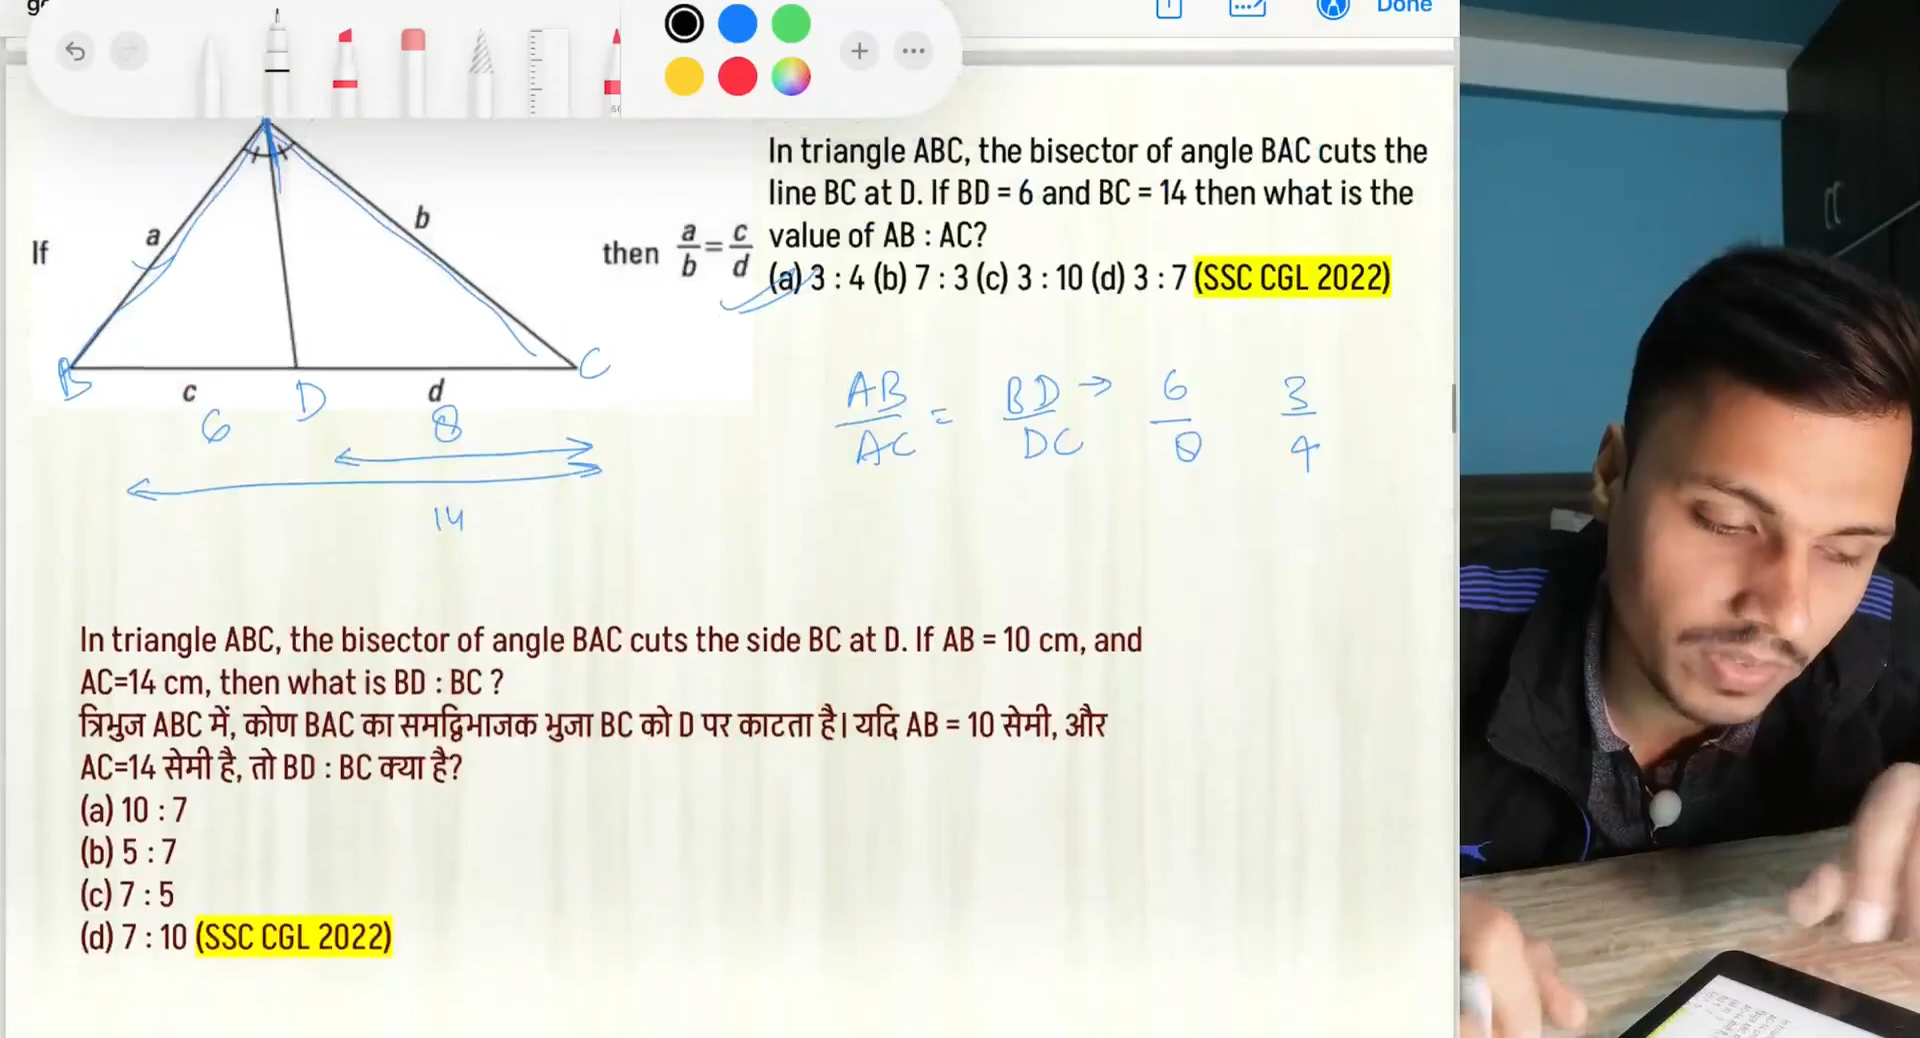 Done
If
a
b
c
d
then a/b = c/d
B
D
C
6
8
14
In triangle ABC, the bisector of angle BAC cuts the
line BC at D. If BD = 6 and BC = 14 then what is the
value of AB : AC?
(a) 3 : 4 (b) 7 : 3 (c) 3 : 10 (d) 3 : 7 (SSC CGL 2022)
AB/AC = BD/DC → 6/8 3/4
In triangle ABC, the bisector of angle BAC cuts the side BC at D. If AB = 10 cm, and
AC=14 cm, then what is BD : BC ?
त्रिभुज ABC में, कोण BAC का समद्विभाजक भुजा BC को D पर काटता है। यदि AB = 10 सेमी, और
AC=14 सेमी है, तो BD : BC क्या है?
(a) 10 : 7
(b) 5 : 7
(c) 7 : 5
(d) 7 : 10 (SSC CGL 2022)